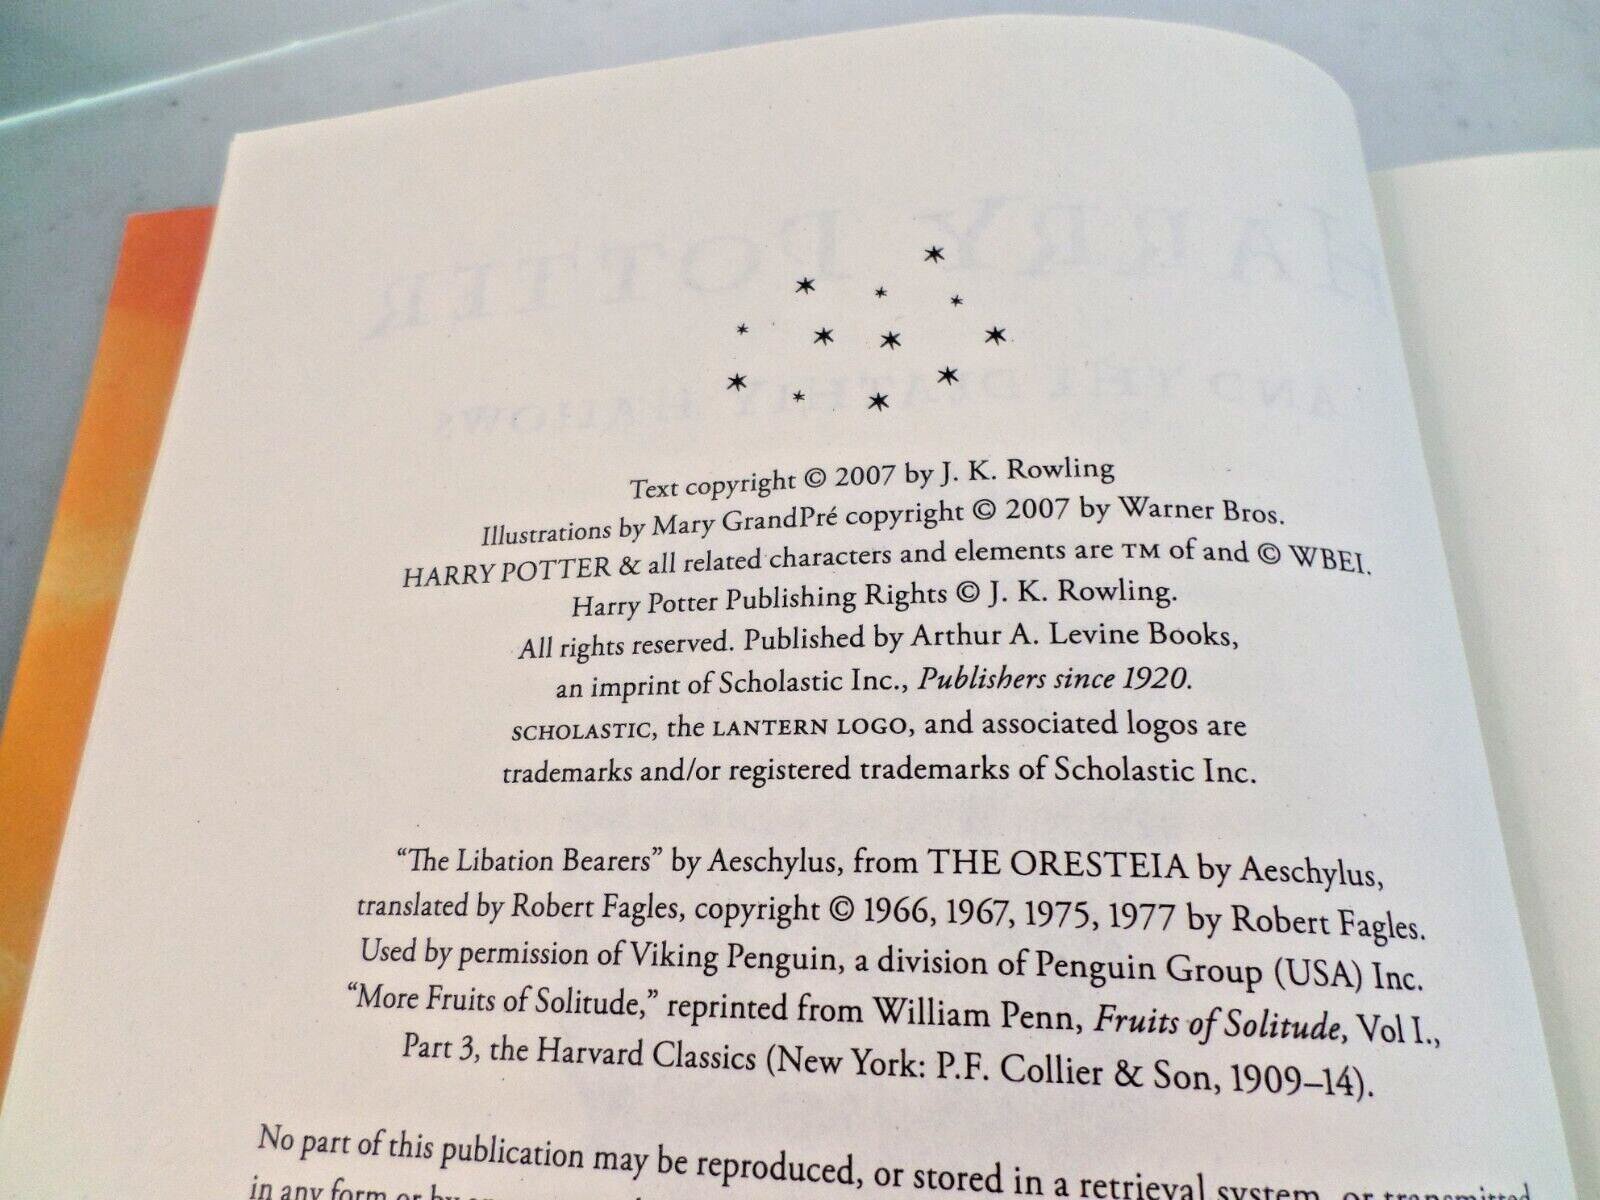 Text copyright © 2007 by J. K. Rowling
Illustrations by Mary GrandPré copyright © 2007 by Warner Bros.
HARRY POTTER & all related characters and elements are TM of and © WBEI.
Harry Potter Publishing Rights © J. K. Rowling.
All rights reserved. Published by Arthur A. Levine Books,
an imprint of Scholastic Inc., Publishers since 1920.
SCHOLASTIC, the LANTERN LOGO, and associated logos are
trademarks and/or registered trademarks of Scholastic Inc.
“The Libation Bearers” by Aeschylus, from THE ORESTEIA by Aeschylus,
translated by Robert Fagles, copyright © 1966, 1967, 1975, 1977 by Robert Fagles.
Used by permission of Viking Penguin, a division of Penguin Group (USA) Inc.
“More Fruits of Solitude,” reprinted from William Penn, Fruits of Solitude, Vol I.,
Part 3, the Harvard Classics (New York: P.F. Collier & Son, 1909–14).
No part of this publication may be reproduced, or stored in a retrieval system, or transmitted
in any form or by